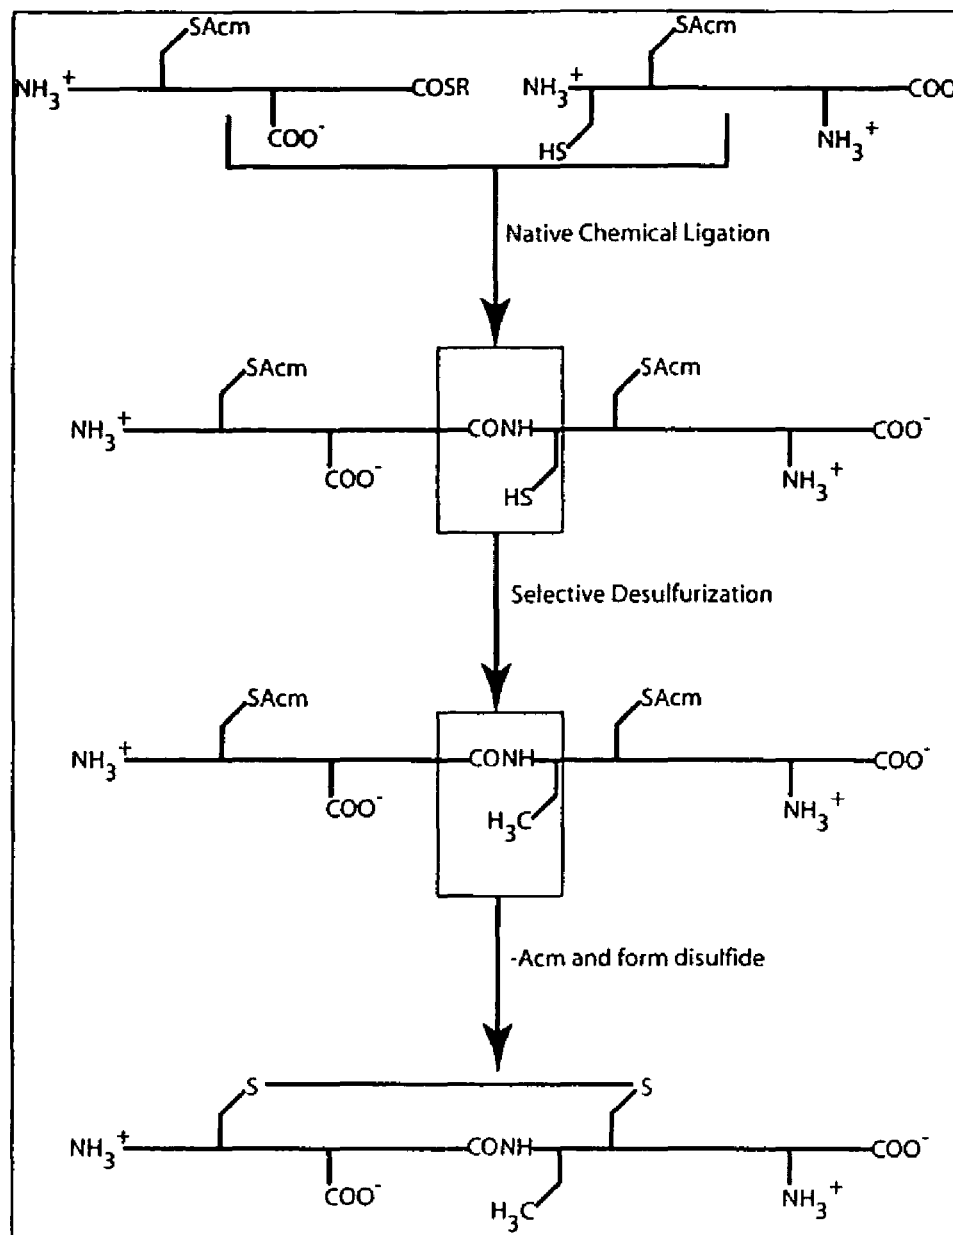 SAcm SAcm
NH3+ COSR NH3+ COO
COO- HS NH3+
Native Chemical Ligation
SAcm SAcm
NH3+ CONH COO-
COO- HS NH3+
Selective Desulfurization
SAcm SAcm
NH3+ CONH COO-
COO- H3C NH3+
-Acm and form disulfide
S S
NH3+ CONH COO-
COO- H3C NH3+